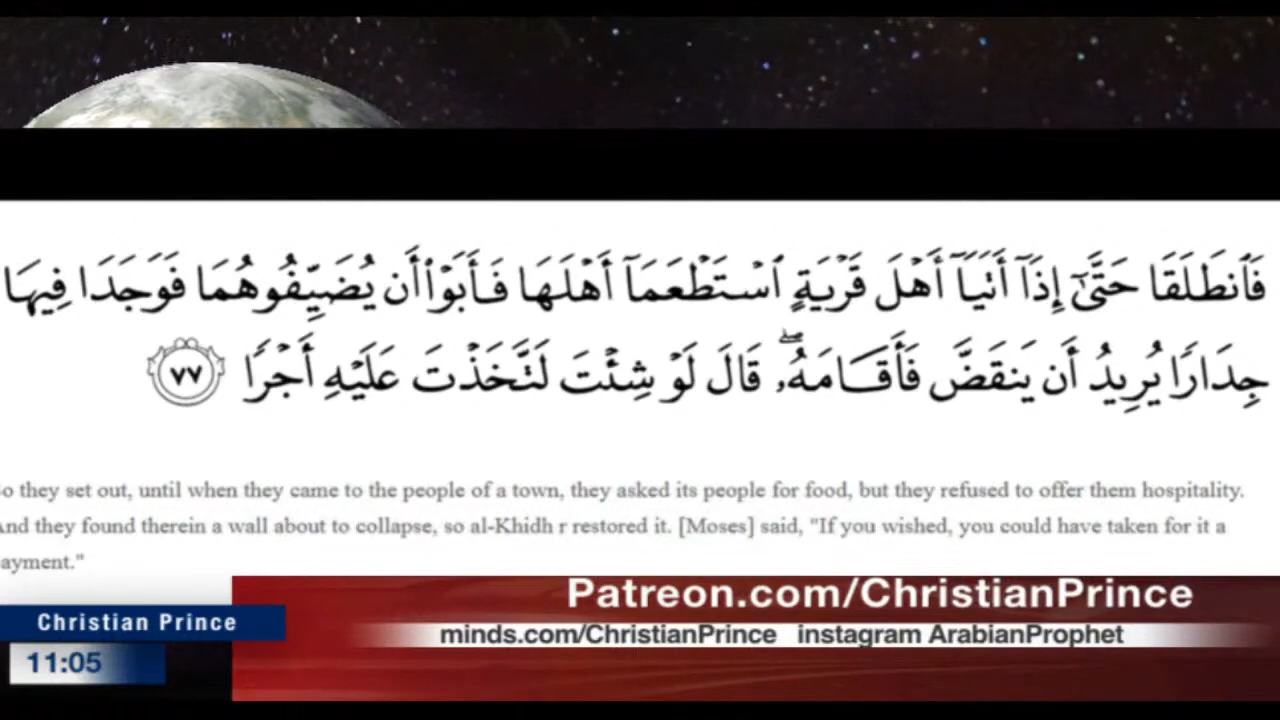 فَٱنطَلَقَا حَتَّىٰٓ إِذَآ أَتَيَآ أَهْلَ قَرْيَةٍ ٱسْتَطْعَمَآ أَهْلَهَا فَأَبَوْا۟ أَن يُضَيِّفُوهُمَا فَوَجَدَا فِيهَا
جِدَارًا يُرِيدُ أَن يَنقَضَّ فَأَقَامَهُۥ ۖ قَالَ لَوْ شِئْتَ لَتَّخَذْتَ عَلَيْهِ أَجْرًا ٧٧
o they set out, until when they came to the people of a town, they asked its people for food, but they refused to offer them hospitality.
And they found therein a wall about to collapse, so al-Khidh r restored it. [Moses] said, "If you wished, you could have taken for it a
ayment."
Patreon.com/ChristianPrince
Christian Prince
minds.com/ChristianPrince instagram ArabianProphet
11:05